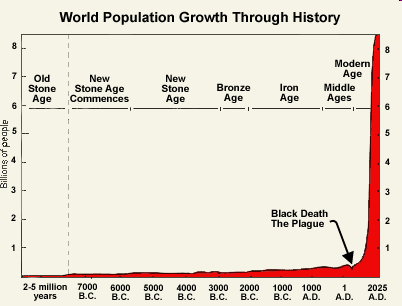 World Population Growth Through History
8
7
6
5
4
3
2
1
Billions of people
Old
Stone
Age
New
Stone Age
Commences
New
Stone
Age
Bronze
Age
Iron
Age
Middle
Ages
Modern
Age
Black Death
The Plague
8
7
6
5
4
3
2
1
2-5 million
years
7000
B.C.
6000
B.C.
5000
B.C.
4000
B.C.
3000
B.C.
2000
B.C.
1000
B.C.
1000
A.D.
1
A.D.
2025
A.D.